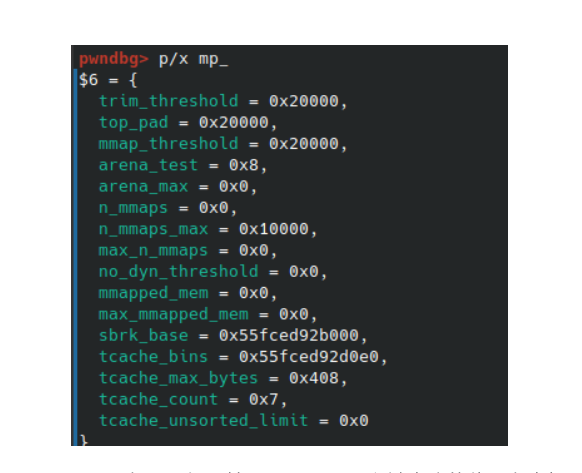 pwndbg> p/x mp_
$6 = {
trim_threshold = 0x20000,
top_pad = 0x20000,
mmap_threshold = 0x20000,
arena_test = 0x8,
arena_max = 0x0,
n_mmaps = 0x0,
n_mmaps_max = 0x10000,
max_n_mmaps = 0x0,
no_dyn_threshold = 0x0,
mmapped_mem = 0x0,
max_mmapped_mem = 0x0,
sbrk_base = 0x55fced92b000,
tcache_bins = 0x55fced92d0e0,
tcache_max_bytes = 0x408,
tcache_count = 0x7,
tcache_unsorted_limit = 0x0
}